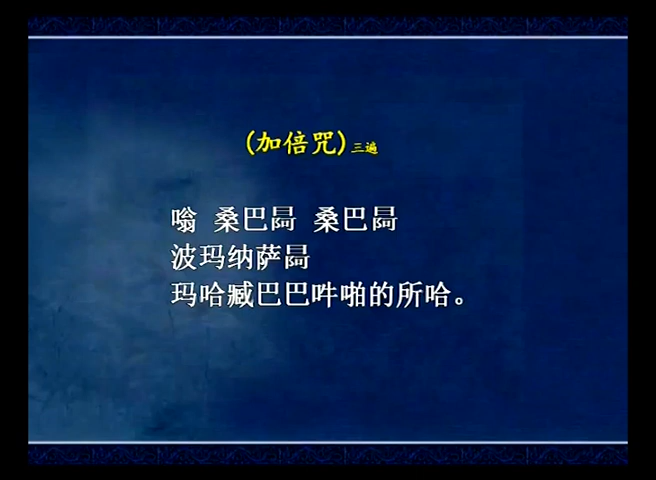 (加倍咒)三遍
嗡 桑巴曷 桑巴曷
波玛纳萨曷
玛哈臧巴巴吽啪的所哈。